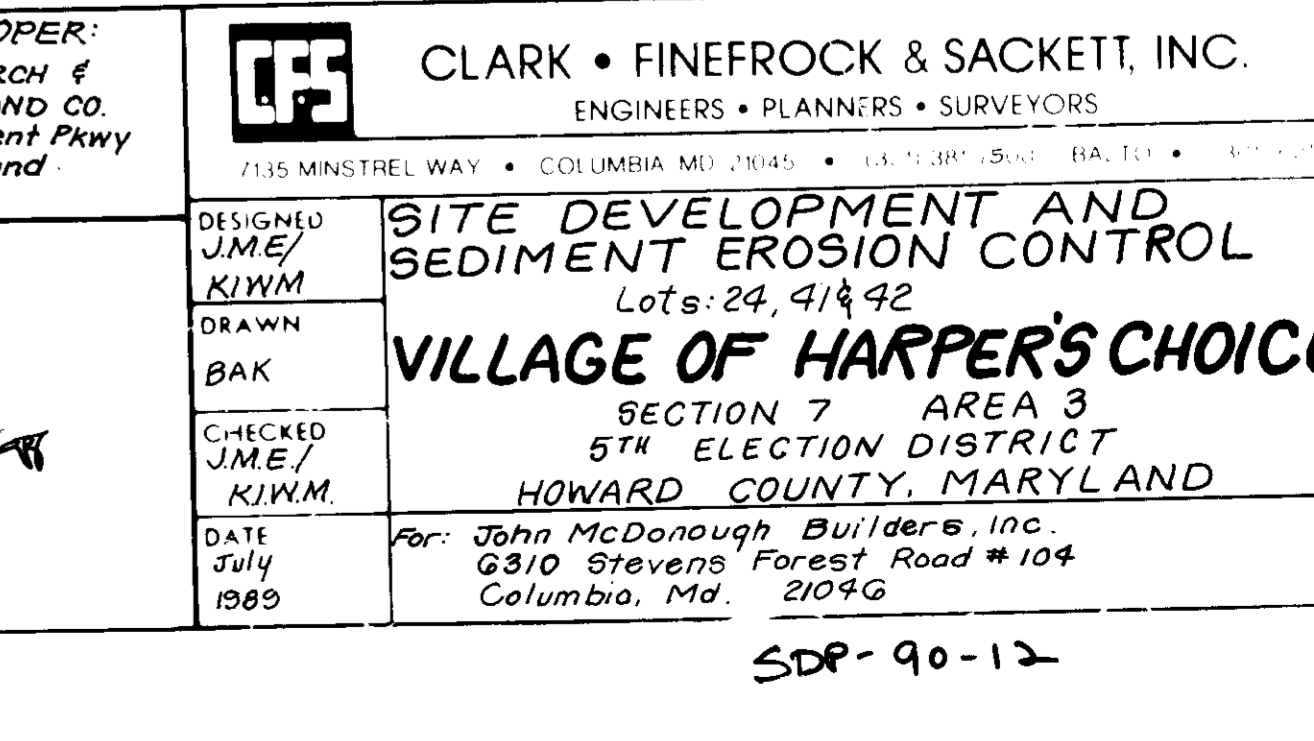 OPER:
RCH &
AND CO.
ent Pkwy
and.
CFS
CLARK • FINEFROCK & SACKETT, INC.
ENGINEERS • PLANNERS • SURVEYORS
7135 MINSTREL WAY • COLUMBIA MD 21045 •
DESIGNED
J.M.E/
KIWM
SITE DEVELOPMENT AND
SEDIMENT EROSION CONTROL
Lots: 24, 41 & 42
DRAWN
BAK
VILLAGE OF HARPER'S CHOICE
SECTION 7 AREA 3
CHECKED
J.M.E./
K.I.W.M.
5TH ELECTION DISTRICT
HOWARD COUNTY, MARYLAND
DATE
July
1989
For: John McDonough Builders, Inc.
6310 Stevens Forest Road # 104
Columbia, Md. 21046
SDP-90-12